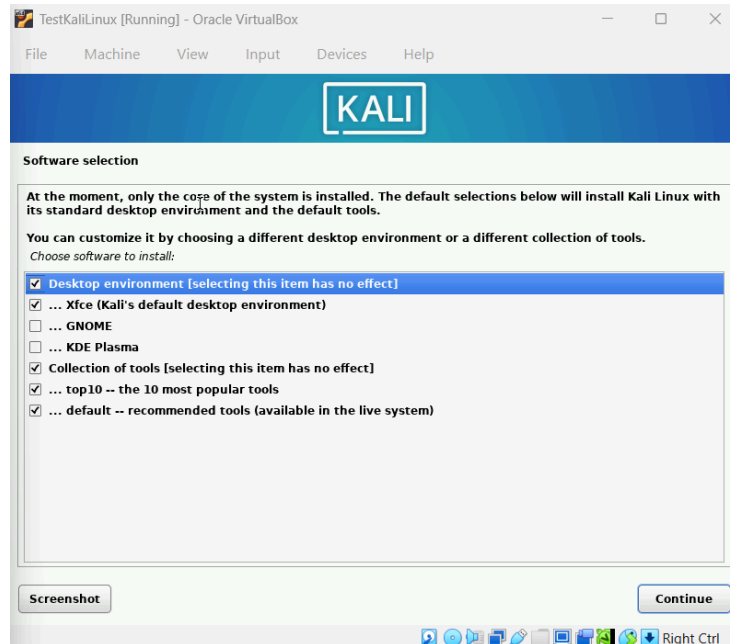 TestKaliLinux [Running] - Oracle VirtualBox
File Machine View Input Devices Help
KALI
Software selection
At the moment, only the core of the system is installed. The default selections below will install Kali Linux with
its standard desktop environment and the default tools.
You can customize it by choosing a different desktop environment or a different collection of tools.
Choose software to install:
Desktop environment [selecting this item has no effect]
... Xfce (Kali's default desktop environment)
... GNOME
... KDE Plasma
Collection of tools [selecting this item has no effect]
... top10 -- the 10 most popular tools
... default -- recommended tools (available in the live system)
Screenshot
Continue
Right Ctrl